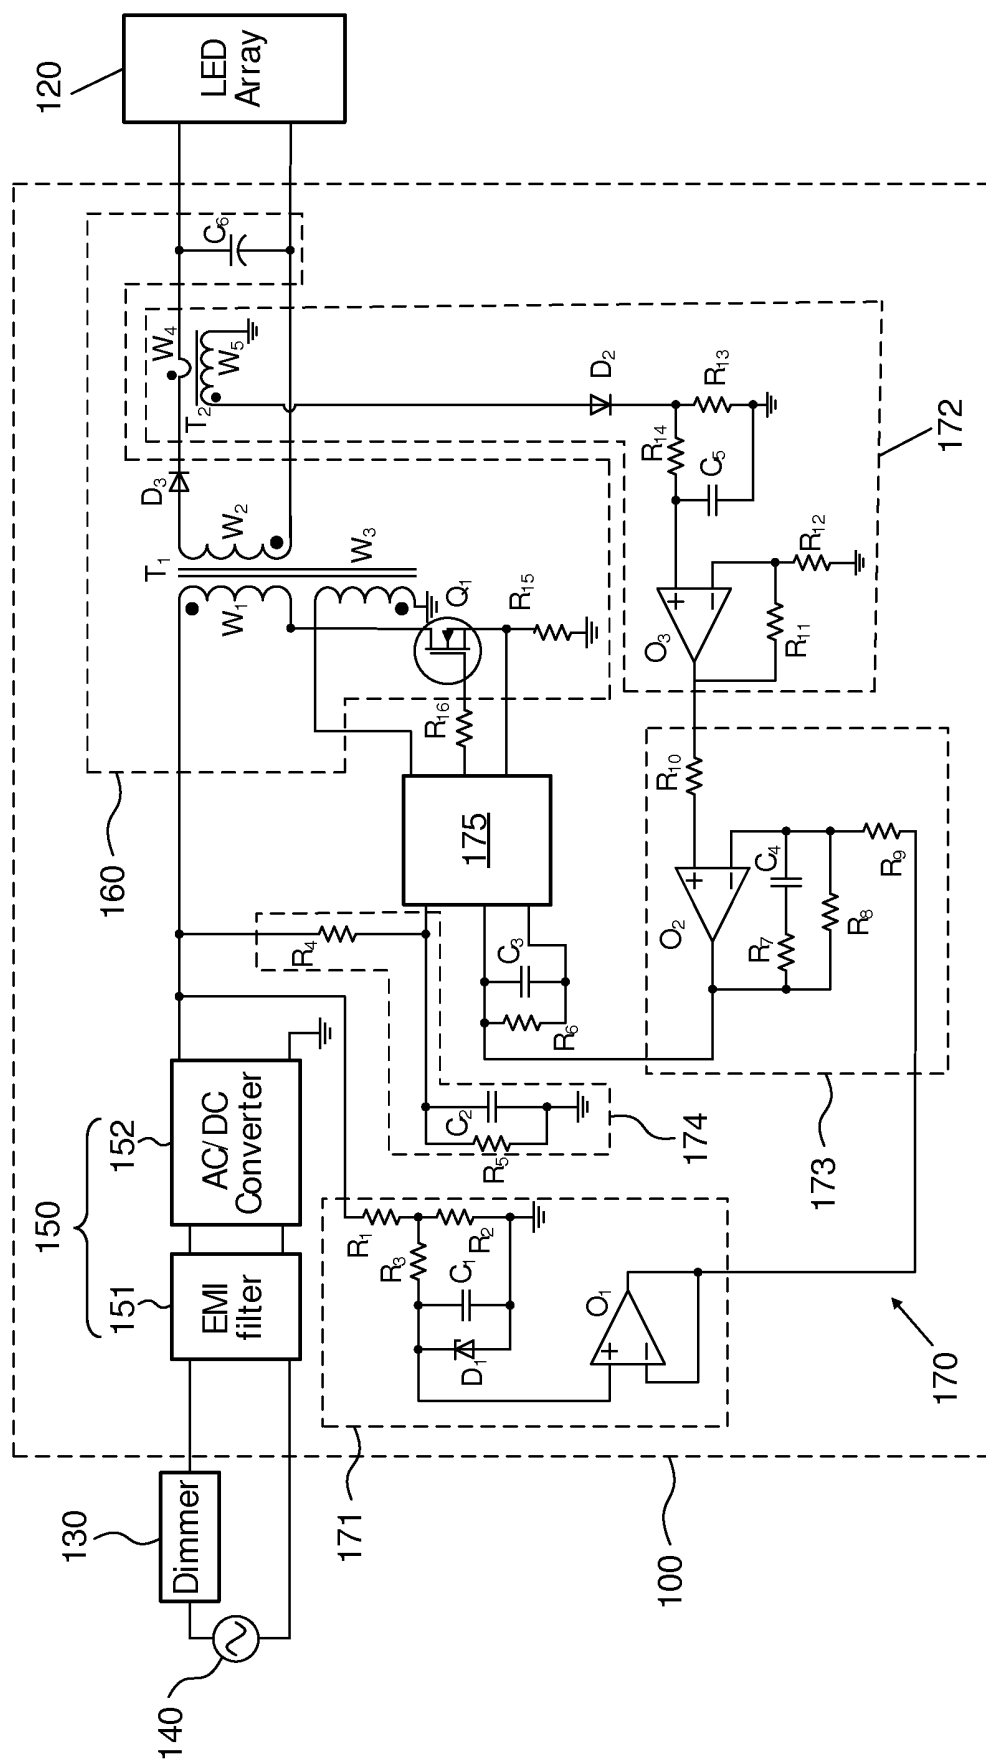 140
130
Dimmer
150
151
152
EMI
filter
AC/DC
Converter
160
120
LED
Array
T1
W1
W2
W3
D3
T2
W4
W5
C6
Q1
R15
R16
R4
175
C3
R6
C2
R5
174
171
R1
R3
R2
C1
D1
O1
+
−
D2
R13
R14
C5
R12
R11
O3
+
−
172
R10
O2
+
−
C4
R7
R8
R9
173
170
100